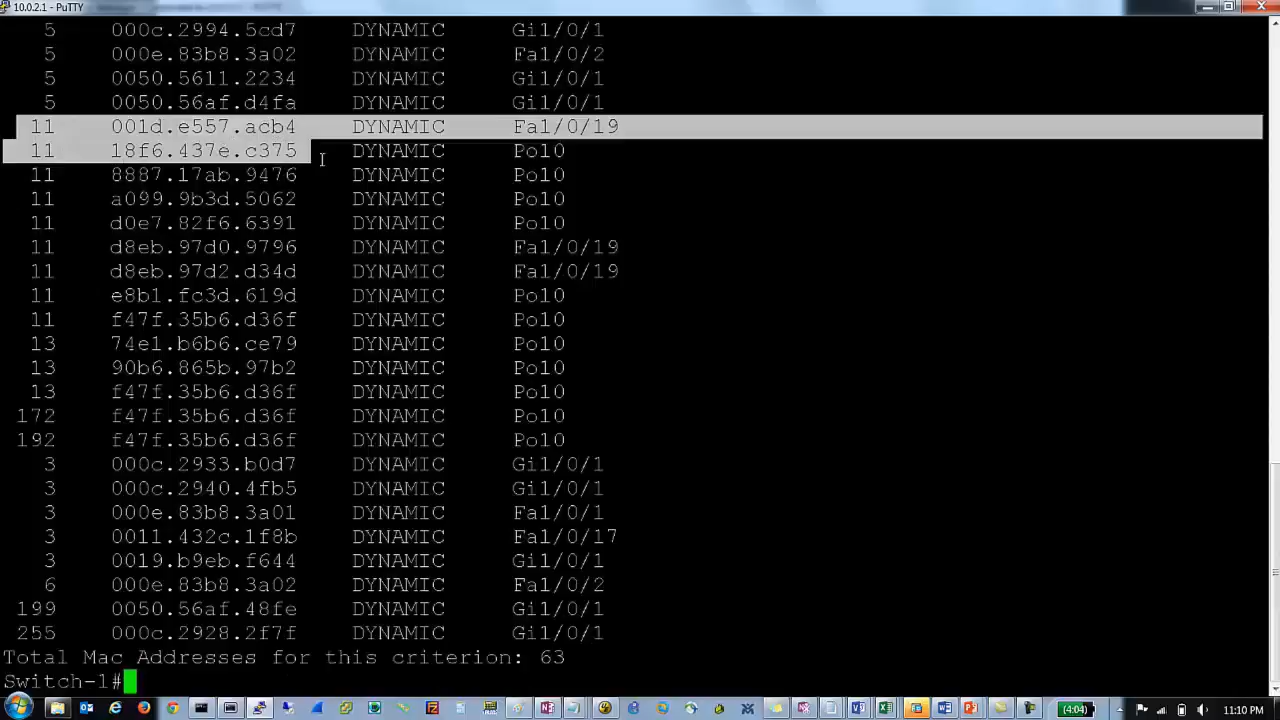 10.0.2.1 - PuTTY
5 000c.2994.5cd7 DYNAMIC Gi1/0/1
5 000e.83b8.3a02 DYNAMIC Fa1/0/2
5 0050.5611.2234 DYNAMIC Gi1/0/1
5 0050.56af.d4fa DYNAMIC Gi1/0/1
11 001d.e557.acb4 DYNAMIC Fa1/0/19
11 18f6.437e.c375 DYNAMIC Po10
11 8887.17ab.9476 DYNAMIC Po10
11 a099.9b3d.5062 DYNAMIC Po10
11 d0e7.82f6.6391 DYNAMIC Po10
11 d8eb.97d0.9796 DYNAMIC Fa1/0/19
11 d8eb.97d2.d34d DYNAMIC Fa1/0/19
11 e8b1.fc3d.619d DYNAMIC Po10
11 f47f.35b6.d36f DYNAMIC Po10
13 74e1.b6b6.ce79 DYNAMIC Po10
13 90b6.865b.97b2 DYNAMIC Po10
13 f47f.35b6.d36f DYNAMIC Po10
172 f47f.35b6.d36f DYNAMIC Po10
192 f47f.35b6.d36f DYNAMIC Po10
3 000c.2933.b0d7 DYNAMIC Gi1/0/1
3 000c.2940.4fb5 DYNAMIC Gi1/0/1
3 000e.83b8.3a01 DYNAMIC Fa1/0/1
3 0011.432c.1f8b DYNAMIC Fa1/0/17
3 0019.b9eb.f644 DYNAMIC Gi1/0/1
6 000e.83b8.3a02 DYNAMIC Fa1/0/2
199 0050.56af.48fe DYNAMIC Gi1/0/1
255 000c.2928.2f7f DYNAMIC Gi1/0/1
Total Mac Addresses for this criterion: 63
Switch-1#
(4:04) 11:10 PM